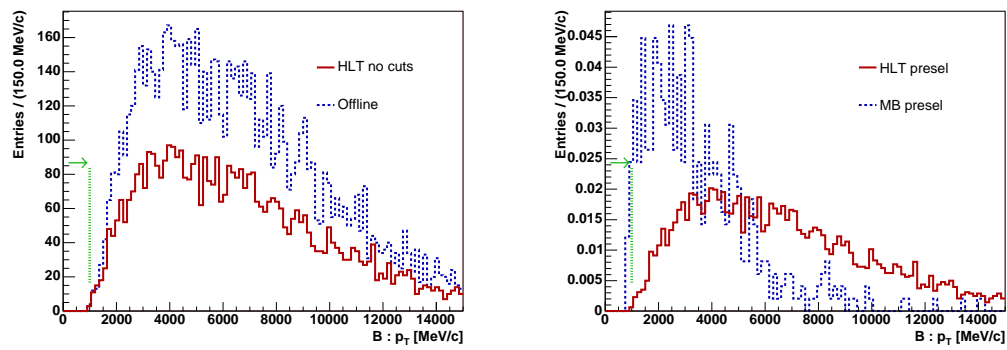 Entries / (150.0 MeV/c)
160
140
120
100
80
60
40
20
0
HLT no cuts
Offline
0 2000 4000 6000 8000 10000 12000 14000
B : pT [MeV/c]
Entries / (150.0 MeV/c)
0.045
0.04
0.035
0.03
0.025
0.02
0.015
0.01
0.005
0
HLT presel
MB presel
0 2000 4000 6000 8000 10000 12000 14000
B : pT [MeV/c]